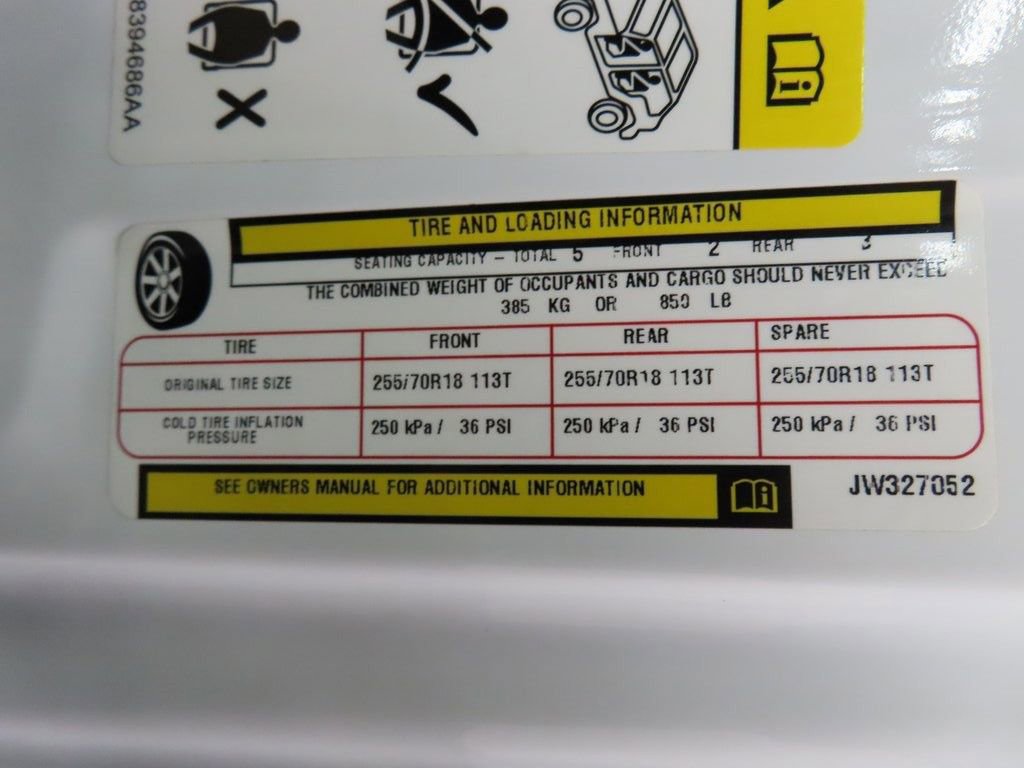 8394686AA
TIRE AND LOADING INFORMATION
SEATING CAPACITY – TOTAL 5 FRONT 2 REAR 3
THE COMBINED WEIGHT OF OCCUPANTS AND CARGO SHOULD NEVER EXCEED
385 KG OR 850 LB
TIRE FRONT REAR SPARE
ORIGINAL TIRE SIZE 255/70R18 113T 255/70R18 113T 255/70R18 113T
COLD TIRE INFLATION
PRESSURE 250 kPa / 36 PSI 250 kPa / 36 PSI 250 kPa / 36 PSI
SEE OWNERS MANUAL FOR ADDITIONAL INFORMATION
JW327052